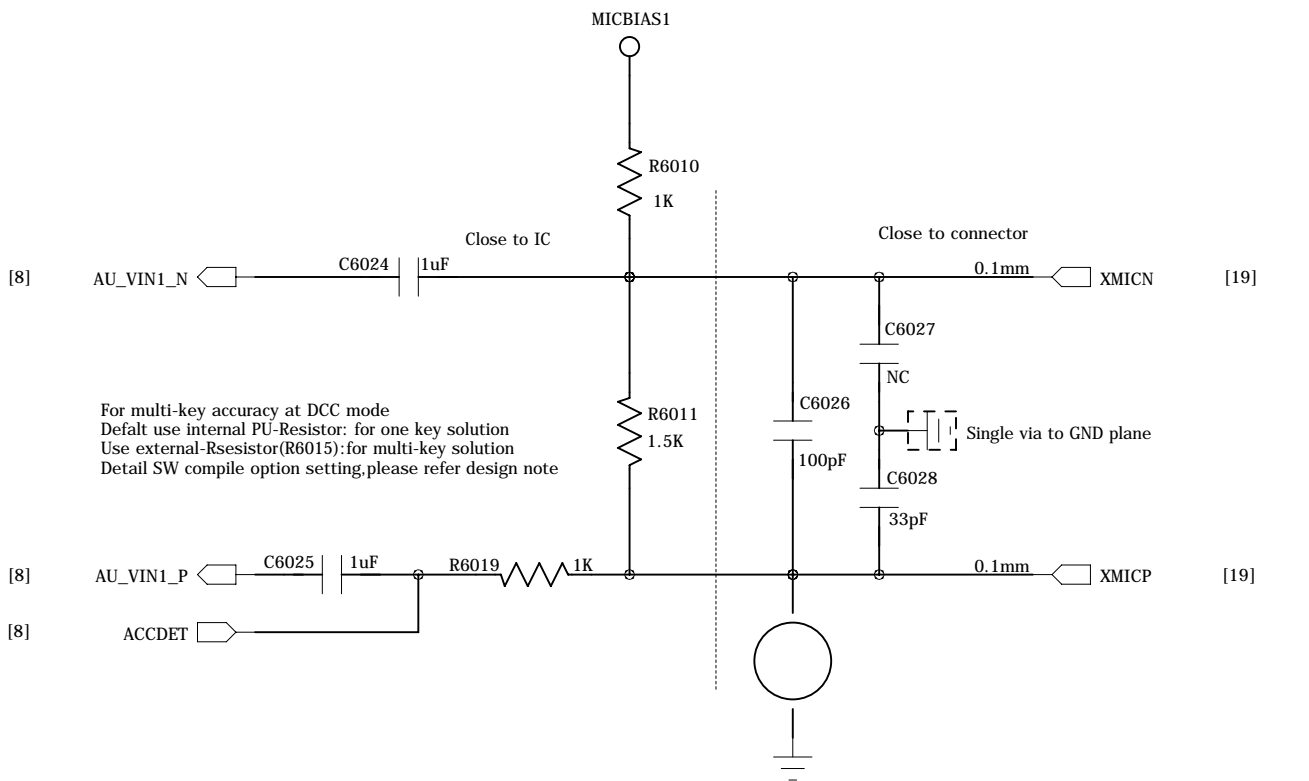 MICBIAS1
R6010
1K
Close to IC
Close to connector
C6024
1uF
0.1mm
[8]
AU_VIN1_N
XMICN
[19]
C6027
NC
For multi-key accuracy at DCC mode
Defalt use internal PU-Resistor: for one key solution
Use external-Rsesistor(R6015):for multi-key solution
Detail SW compile option setting,please refer design note
R6011
1.5K
C6026
100pF
Single via to GND plane
C6028
33pF
C6025
1uF
R6019
1K
0.1mm
[8]
AU_VIN1_P
XMICP
[19]
[8]
ACCDET